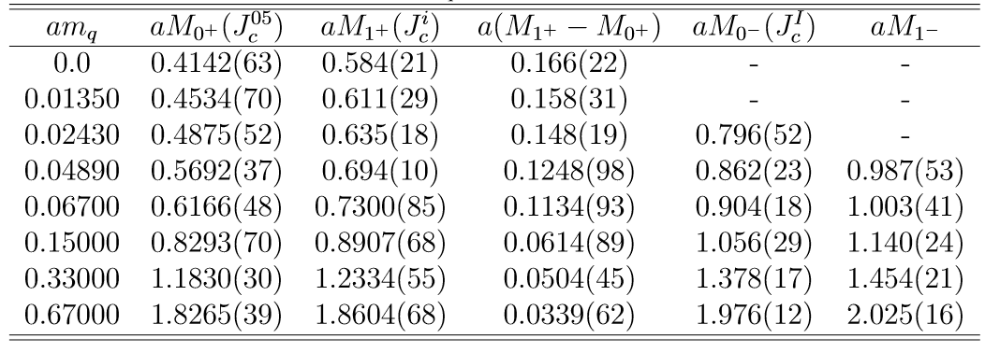 am_q aM_{0^+}(J_c^{05}) aM_{1^+}(J_c^i) a(M_{1^+} − M_{0^+}) aM_{0^-}(J_c^I) aM_{1^-}
0.0 0.4142(63) 0.584(21) 0.166(22) - -
0.01350 0.4534(70) 0.611(29) 0.158(31) - -
0.02430 0.4875(52) 0.635(18) 0.148(19) 0.796(52) -
0.04890 0.5692(37) 0.694(10) 0.1248(98) 0.862(23) 0.987(53)
0.06700 0.6166(48) 0.7300(85) 0.1134(93) 0.904(18) 1.003(41)
0.15000 0.8293(70) 0.8907(68) 0.0614(89) 1.056(29) 1.140(24)
0.33000 1.1830(30) 1.2334(55) 0.0504(45) 1.378(17) 1.454(21)
0.67000 1.8265(39) 1.8604(68) 0.0339(62) 1.976(12) 2.025(16)